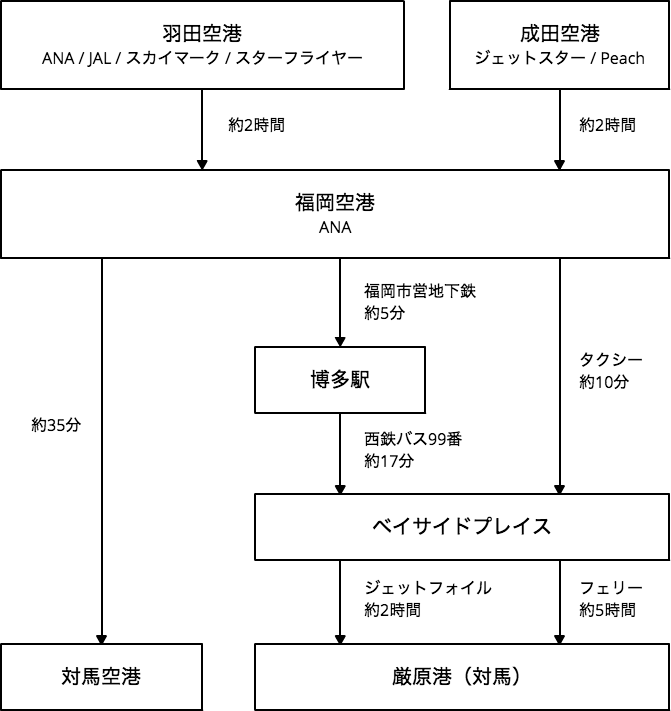 羽田空港
ANA / JAL / スカイマーク / スターフライヤー
成田空港
ジェットスター / Peach
約2時間
約2時間
福岡空港
ANA
福岡市営地下鉄
約5分
タクシー
約10分
博多駅
約35分
西鉄バス99番
約17分
ベイサイドプレイス
ジェットフォイル
約2時間
フェリー
約5時間
対馬空港
厳原港（対馬）